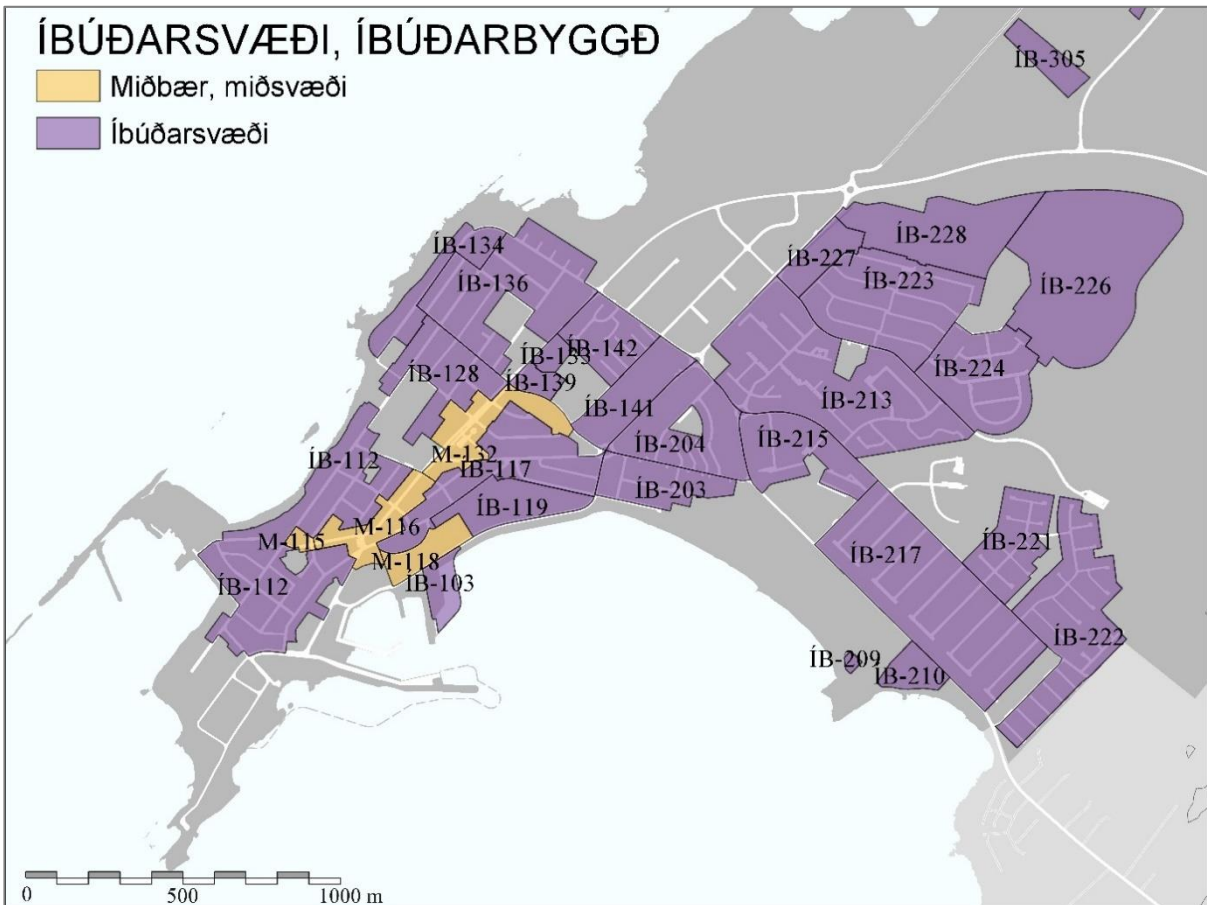 ÍBÚÐARSVÆÐI, ÍBÚÐARBYGGÐ
Miðbær, miðsvæði
Íbúðarsvæði
ÍB-305
ÍB-134
ÍB-136
ÍB-228
ÍB-227
ÍB-223
ÍB-226
ÍB-133
ÍB-142
ÍB-128
ÍB-139
ÍB-224
ÍB-141
ÍB-213
ÍB-204
ÍB-215
M-132
ÍB-112
ÍB-117
ÍB-203
ÍB-119
M-116
M-115
M-118
ÍB-221
ÍB-217
ÍB-112
ÍB-103
ÍB-222
ÍB-209
ÍB-210
0 500 1000 m